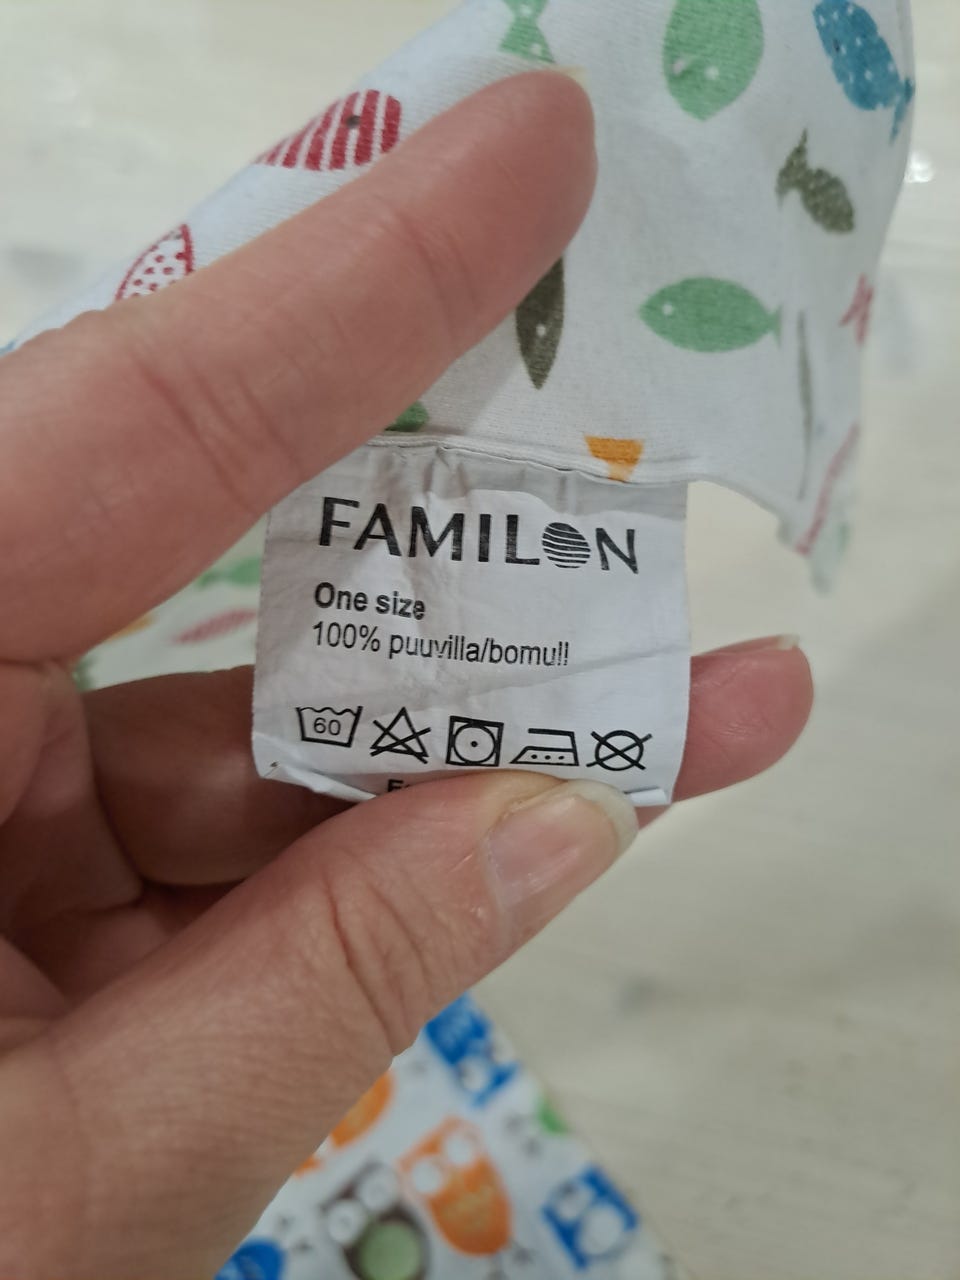 FAMILON
One size
100% puuvilla/bomull
60